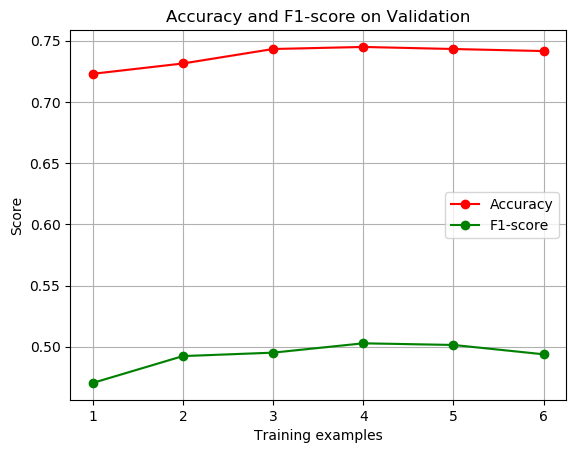 Accuracy and F1-score on Validation
0.75
0.70
0.65
0.60
0.55
0.50
Score
Accuracy
F1-score
1 2 3 4 5 6
Training examples